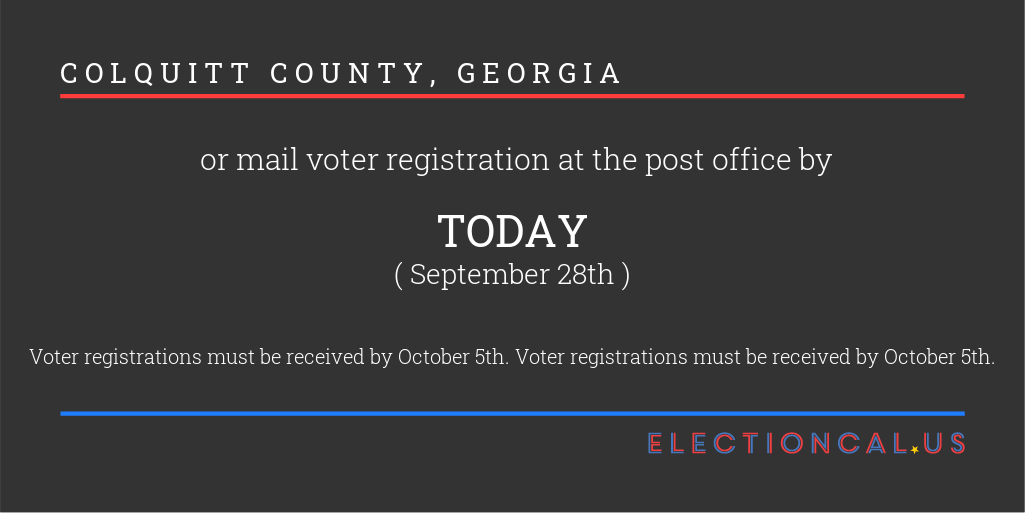 COLQUITT COUNTY, GEORGIA
or mail voter registration at the post office by
TODAY
( September 28th )
Voter registrations must be received by October 5th. Voter registrations must be received by October 5th.
ELECTIONCAL.US